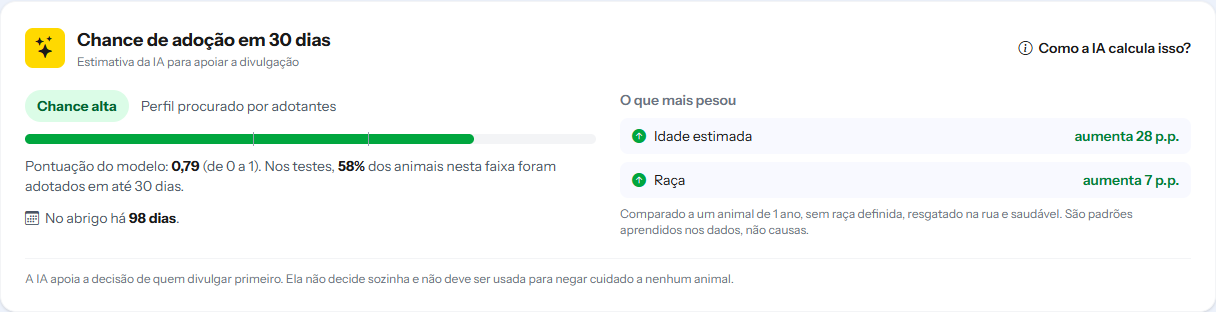 Chance de adoção em 30 dias
Estimativa da IA para apoiar a divulgação
Como a IA calcula isso?
Chance alta
Perfil procurado por adotantes
Pontuação do modelo: 0,79 (de 0 a 1). Nos testes, 58% dos animais nesta faixa foram
adotados em até 30 dias.
No abrigo há 98 dias.
O que mais pesou
Idade estimada
aumenta 28 p.p.
Raça
aumenta 7 p.p.
Comparado a um animal de 1 ano, sem raça definida, resgatado na rua e saudável. São padrões
aprendidos nos dados, não causas.
A IA apoia a decisão de quem divulgar primeiro. Ela não decide sozinha e não deve ser usada para negar cuidado a nenhum animal.